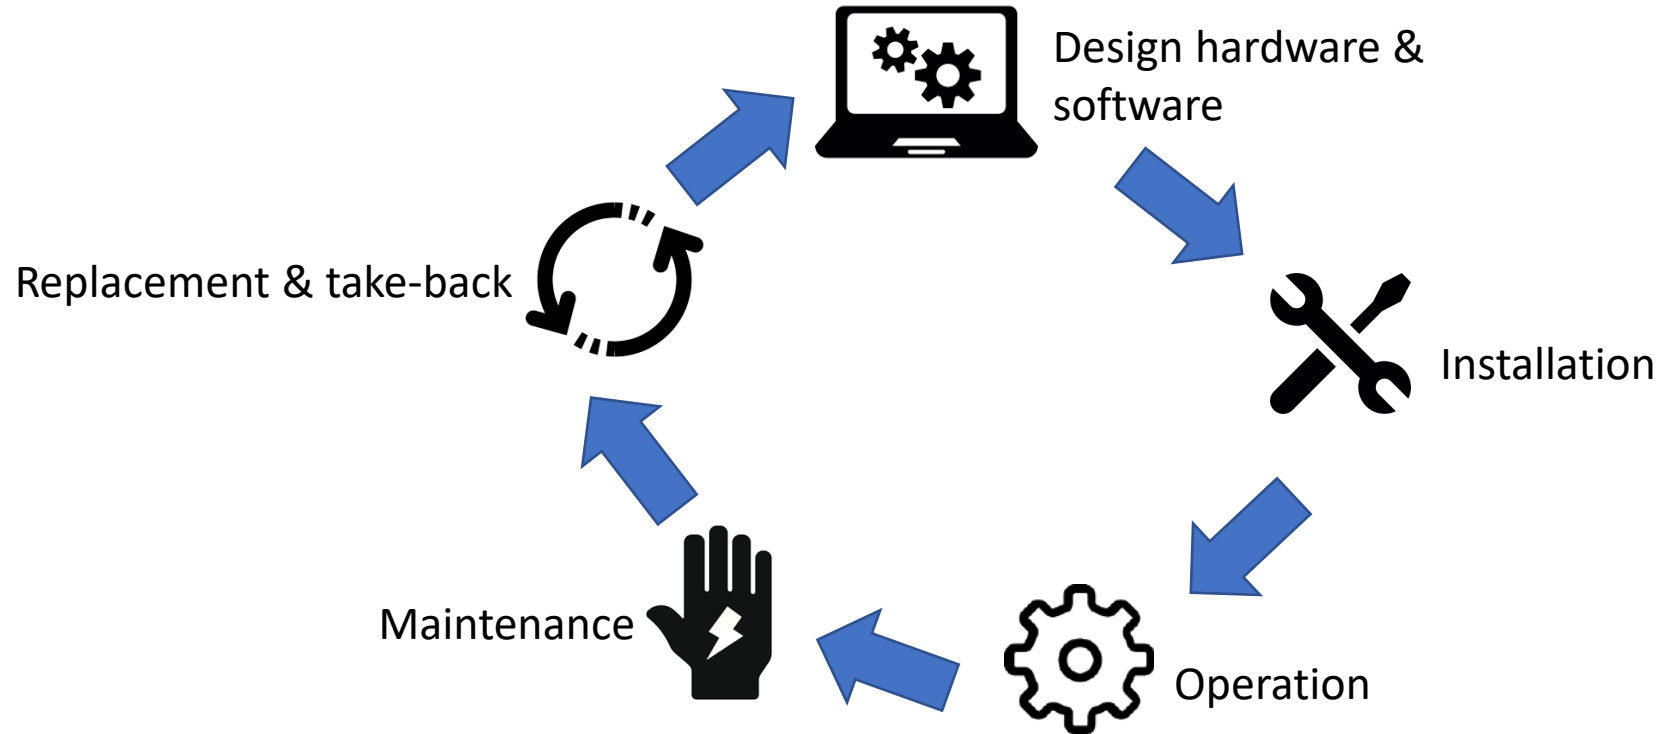 Design hardware &
software
Installation
Operation
Maintenance
Replacement & take-back